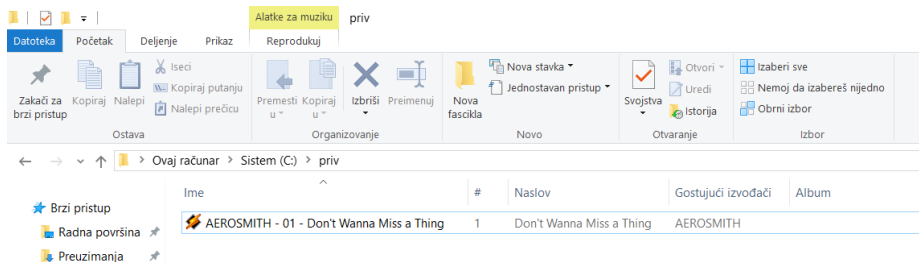 Alatke za muziku priv
Datoteka Početak Deljenje Prikaz Reprodukuj
Zakači za brzi pristup
Kopiraj
Nalepi
Iseci
Kopiraj putanju
Nalepi prečicu
Ostava
Premesti u
Kopiraj u
Izbriši
Preimenuj
Organizovanje
Nova fascikla
Nova stavka
Jednostavan pristup
Novo
Svojstva
Otvori
Uredi
Istorija
Otvaranje
Izaberi sve
Nemoj da izabereš nijedno
Obrni izbor
Izbor
Ovaj računar > Sistem (C:) > priv
Brzi pristup
Radna površina
Preuzimanja
Ime # Naslov Gostujući izvođači Album
AEROSMITH - 01 - Don't Wanna Miss a Thing 1 Don't Wanna Miss a Thing AEROSMITH